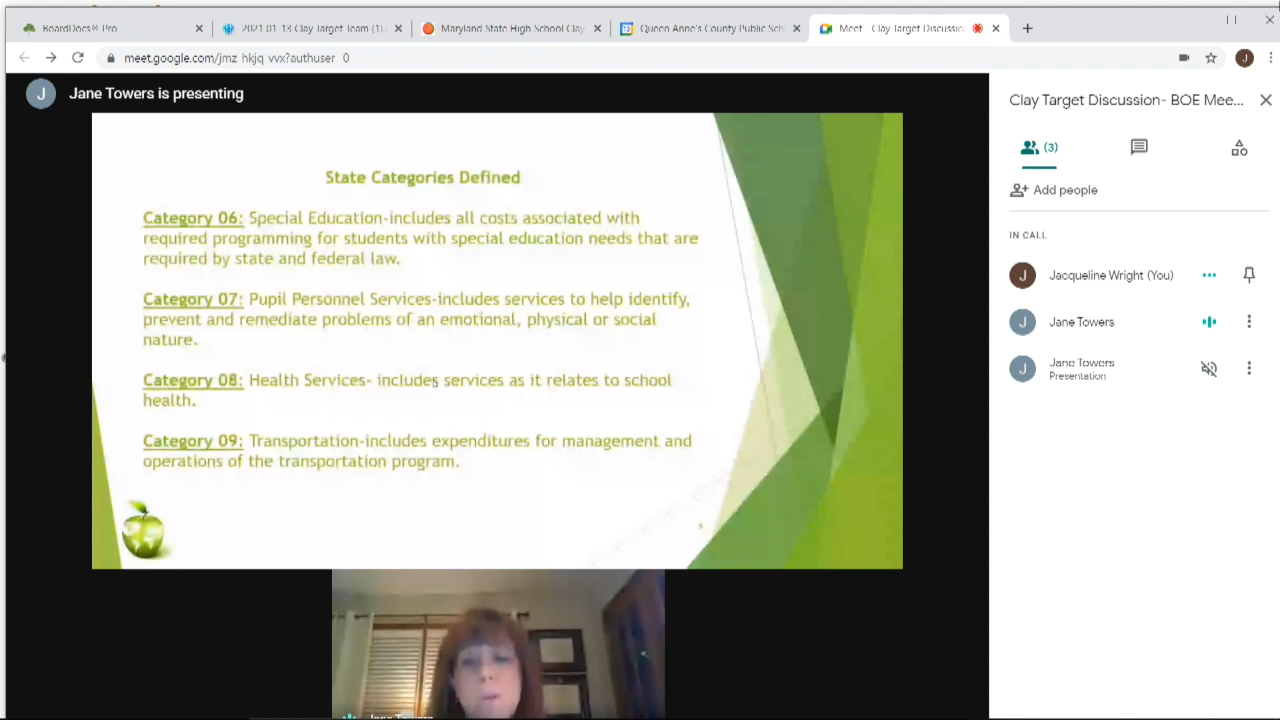 BoardDocs® Pro
2021 01 13 Clay Target Team (1)
Maryland State High School Clay
Queen Anne's County Public Sch
Meet - Clay Target Discussion
meet.google.com/jmz hkjq vvx?authuser 0
J
J
Jane Towers is presenting
State Categories Defined
Category 06: Special Education-includes all costs associated with
required programming for students with special education needs that are
required by state and federal law.
Category 07: Pupil Personnel Services-includes services to help identify,
prevent and remediate problems of an emotional, physical or social
nature.
Category 08: Health Services- includes services as it relates to school
health.
Category 09: Transportation-includes expenditures for management and
operations of the transportation program.
Jane Towers
Clay Target Discussion- BOE Mee...
(3)
Add people
IN CALL
J
Jacqueline Wright (You)
J
Jane Towers
J
Jane Towers
Presentation